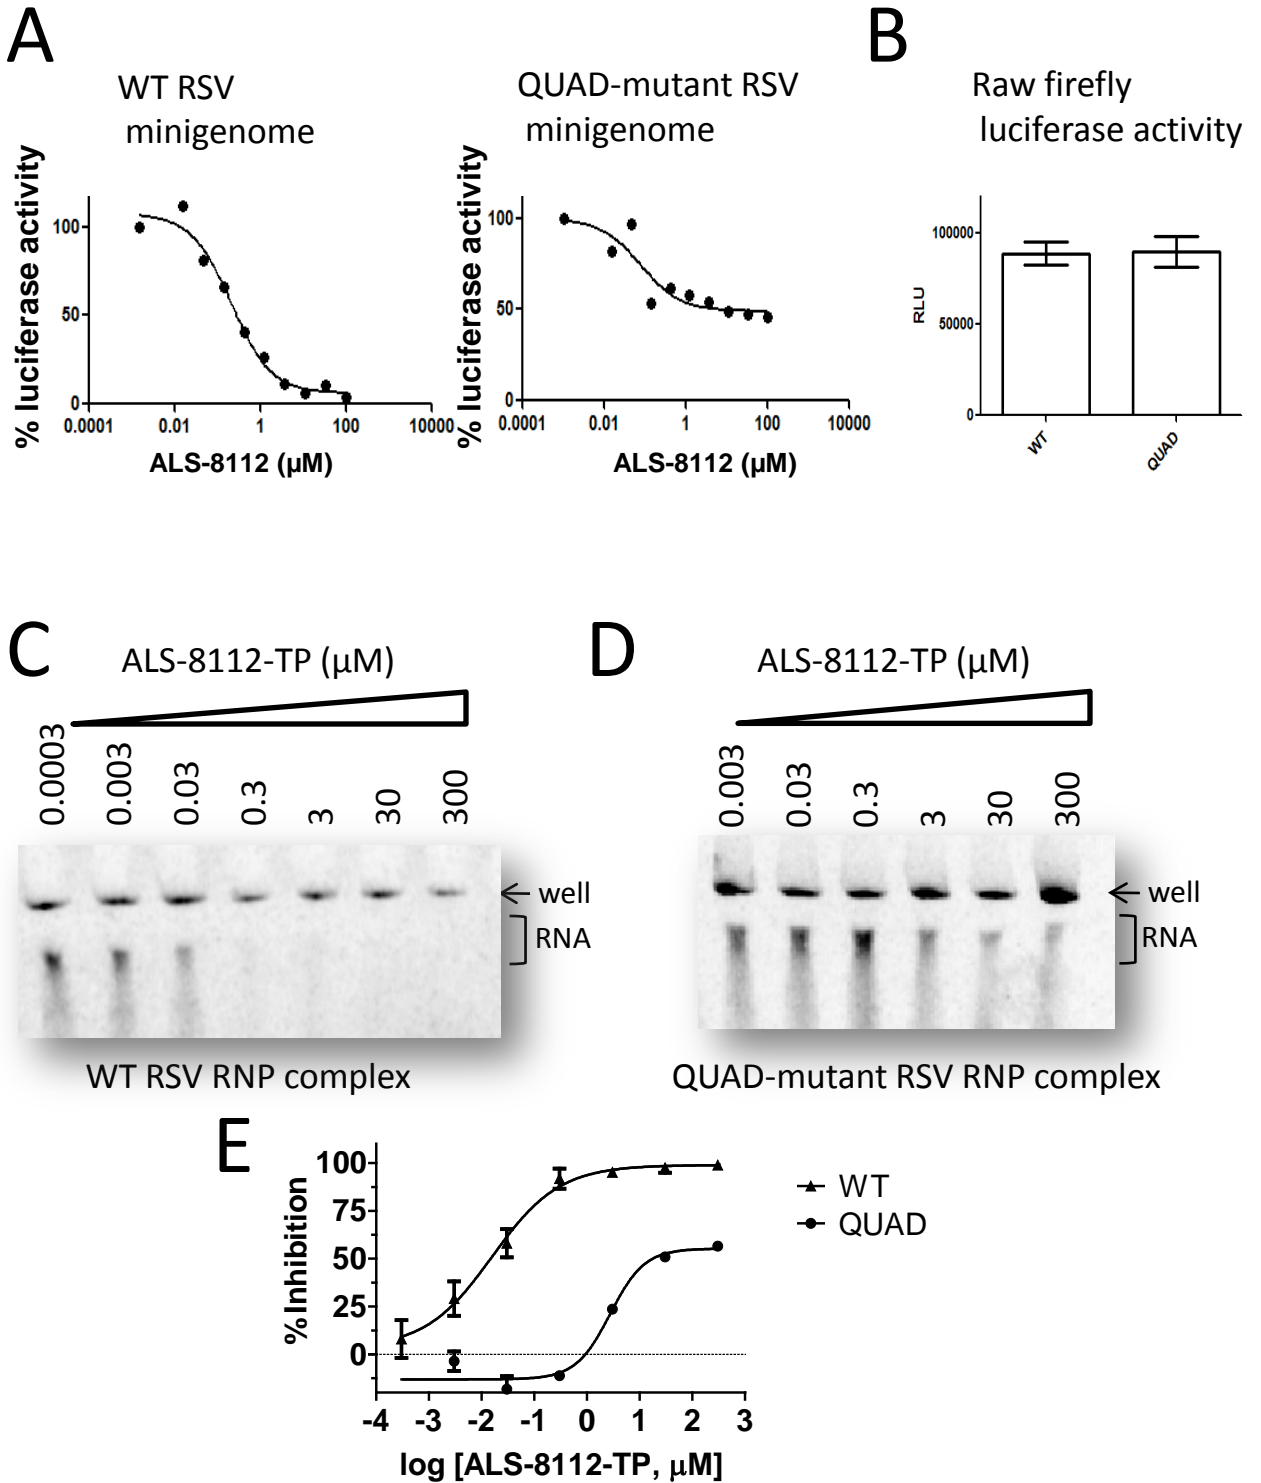 A
WT RSV
minigenome
% luciferase activity
100
50
0
0.0001
0.01
1
100
10000
ALS-8112 (µM)
QUAD-mutant RSV
minigenome
% luciferase activity
100
50
0
0.0001
0.01
1
100
10000
ALS-8112 (µM)
B
Raw firefly
luciferase activity
RLU
100000
50000
0
WT
QUAD
C
ALS-8112-TP (µM)
0.0003
0.003
0.03
0.3
3
30
300
well
RNA
WT RSV RNP complex
D
ALS-8112-TP (µM)
0.003
0.03
0.3
3
30
300
well
RNA
QUAD-mutant RSV RNP complex
E
% Inhibition
100
75
50
25
0
-4
-3
-2
-1
0
1
2
3
log [ALS-8112-TP, µM]
WT
QUAD